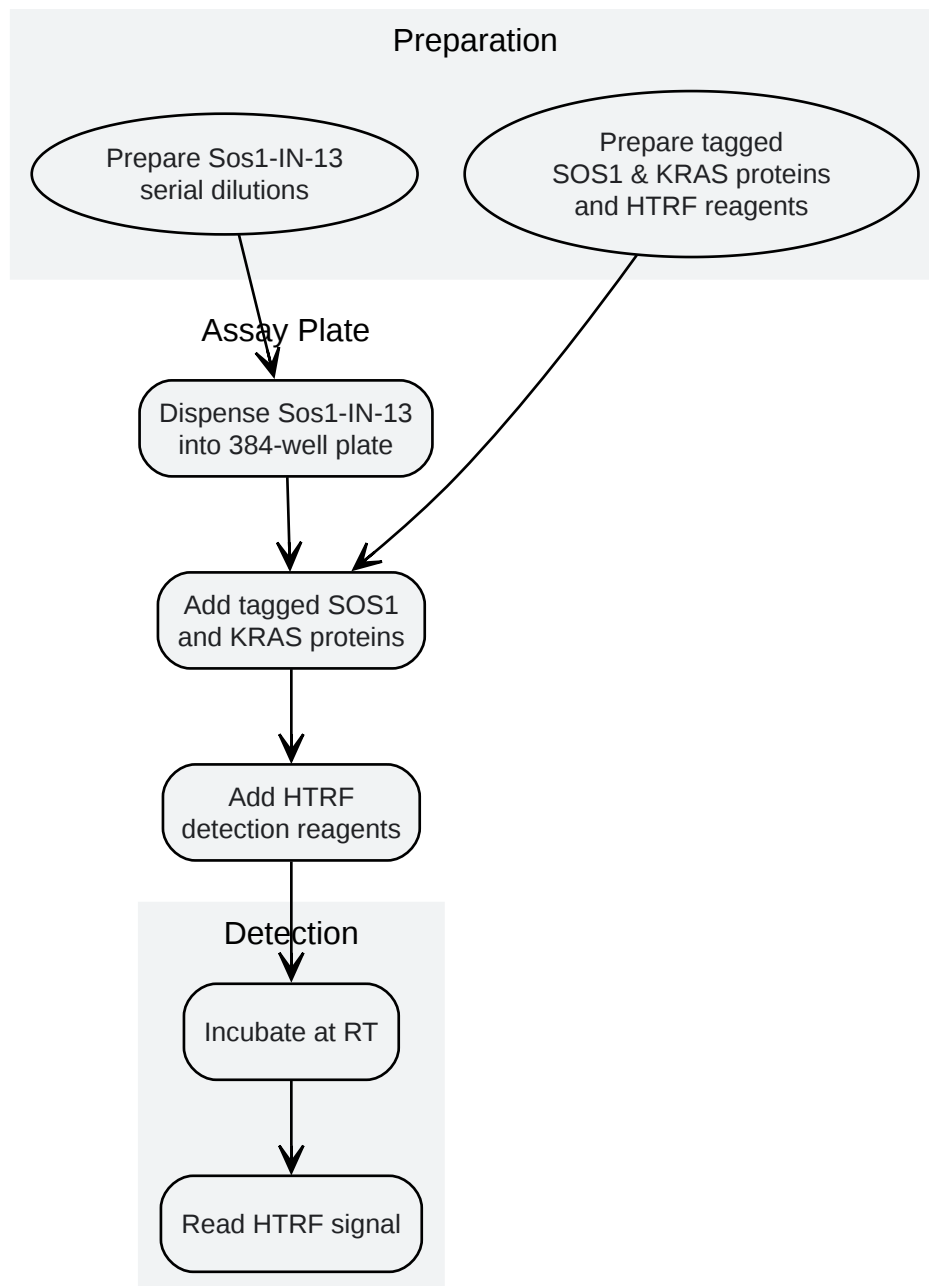 Preparation
Prepare Sos1-IN-13
serial dilutions
Prepare tagged
SOS1 & KRAS proteins
and HTRF reagents
Assay Plate
Dispense Sos1-IN-13
into 384-well plate
Add tagged SOS1
and KRAS proteins
Add HTRF
detection reagents
Detection
Incubate at RT
Read HTRF signal